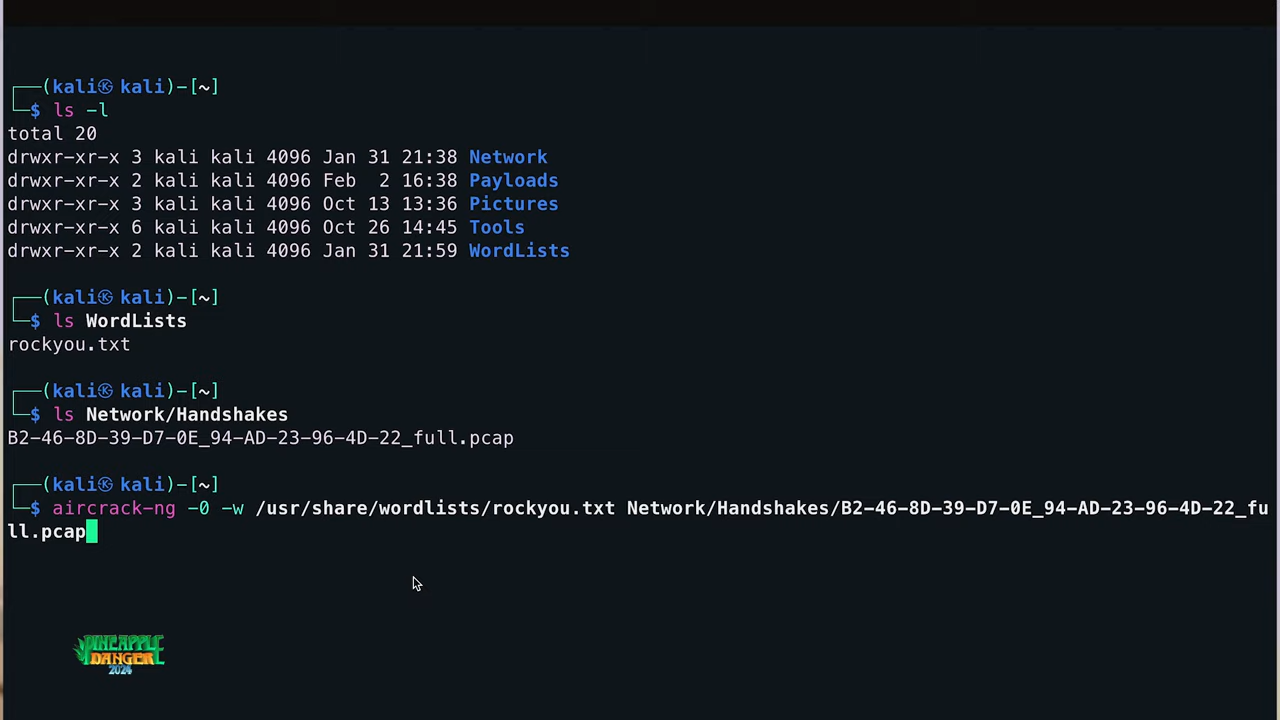 ┌──(kali㉿kali)-[~]
└─$ ls -l
total 20
drwxr-xr-x 3 kali kali 4096 Jan 31 21:38 Network
drwxr-xr-x 2 kali kali 4096 Feb  2 16:38 Payloads
drwxr-xr-x 3 kali kali 4096 Oct 13 13:36 Pictures
drwxr-xr-x 6 kali kali 4096 Oct 26 14:45 Tools
drwxr-xr-x 2 kali kali 4096 Jan 31 21:59 WordLists
┌──(kali㉿kali)-[~]
└─$ ls WordLists
rockyou.txt
┌──(kali㉿kali)-[~]
└─$ ls Network/Handshakes
B2-46-8D-39-D7-0E_94-AD-23-96-4D-22_full.pcap
┌──(kali㉿kali)-[~]
└─$ aircrack-ng -0 -w /usr/share/wordlists/rockyou.txt Network/Handshakes/B2-46-8D-39-D7-0E_94-AD-23-96-4D-22_fu
ll.pcap
PINEAPPLE
DANGER
2024